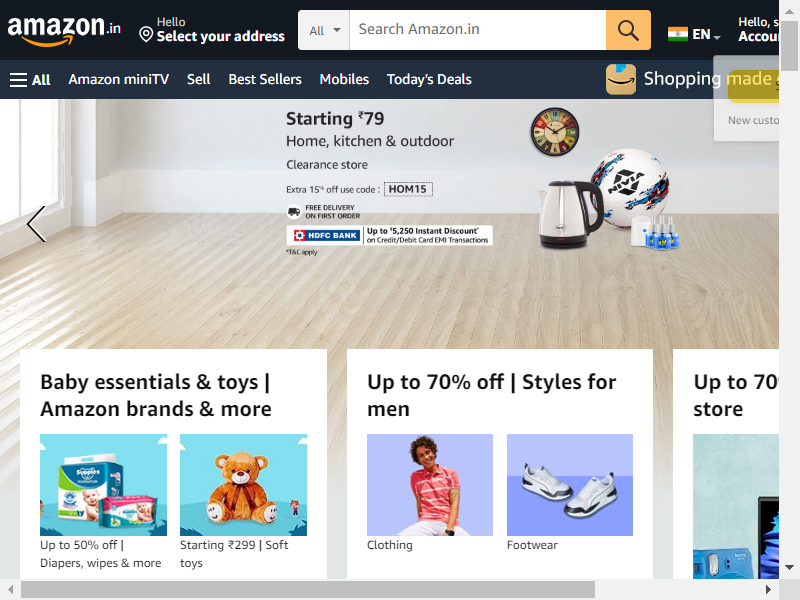 amazon.in
Hello
Select your address
All
Search Amazon.in
EN
Hello, s
Accou
All
Amazon miniTV
Sell
Best Sellers
Mobiles
Today's Deals
Shopping made
New custo
Starting ₹79
Home, kitchen & outdoor
Clearance store
Extra 15% off use code : HOM15
FREE DELIVERY
ON FIRST ORDER
HDFC BANK
Up to ₹5,250 Instant Discount*
on Credit/Debit Card EMI Transactions
*T&C apply
NIVIA
Baby essentials & toys |
Amazon brands & more
Up to 70% off | Styles for
men
Up to 70%
store
Supples
Up to 50% off |
Diapers, wipes & more
Starting ₹299 | Soft
toys
Clothing
Footwear